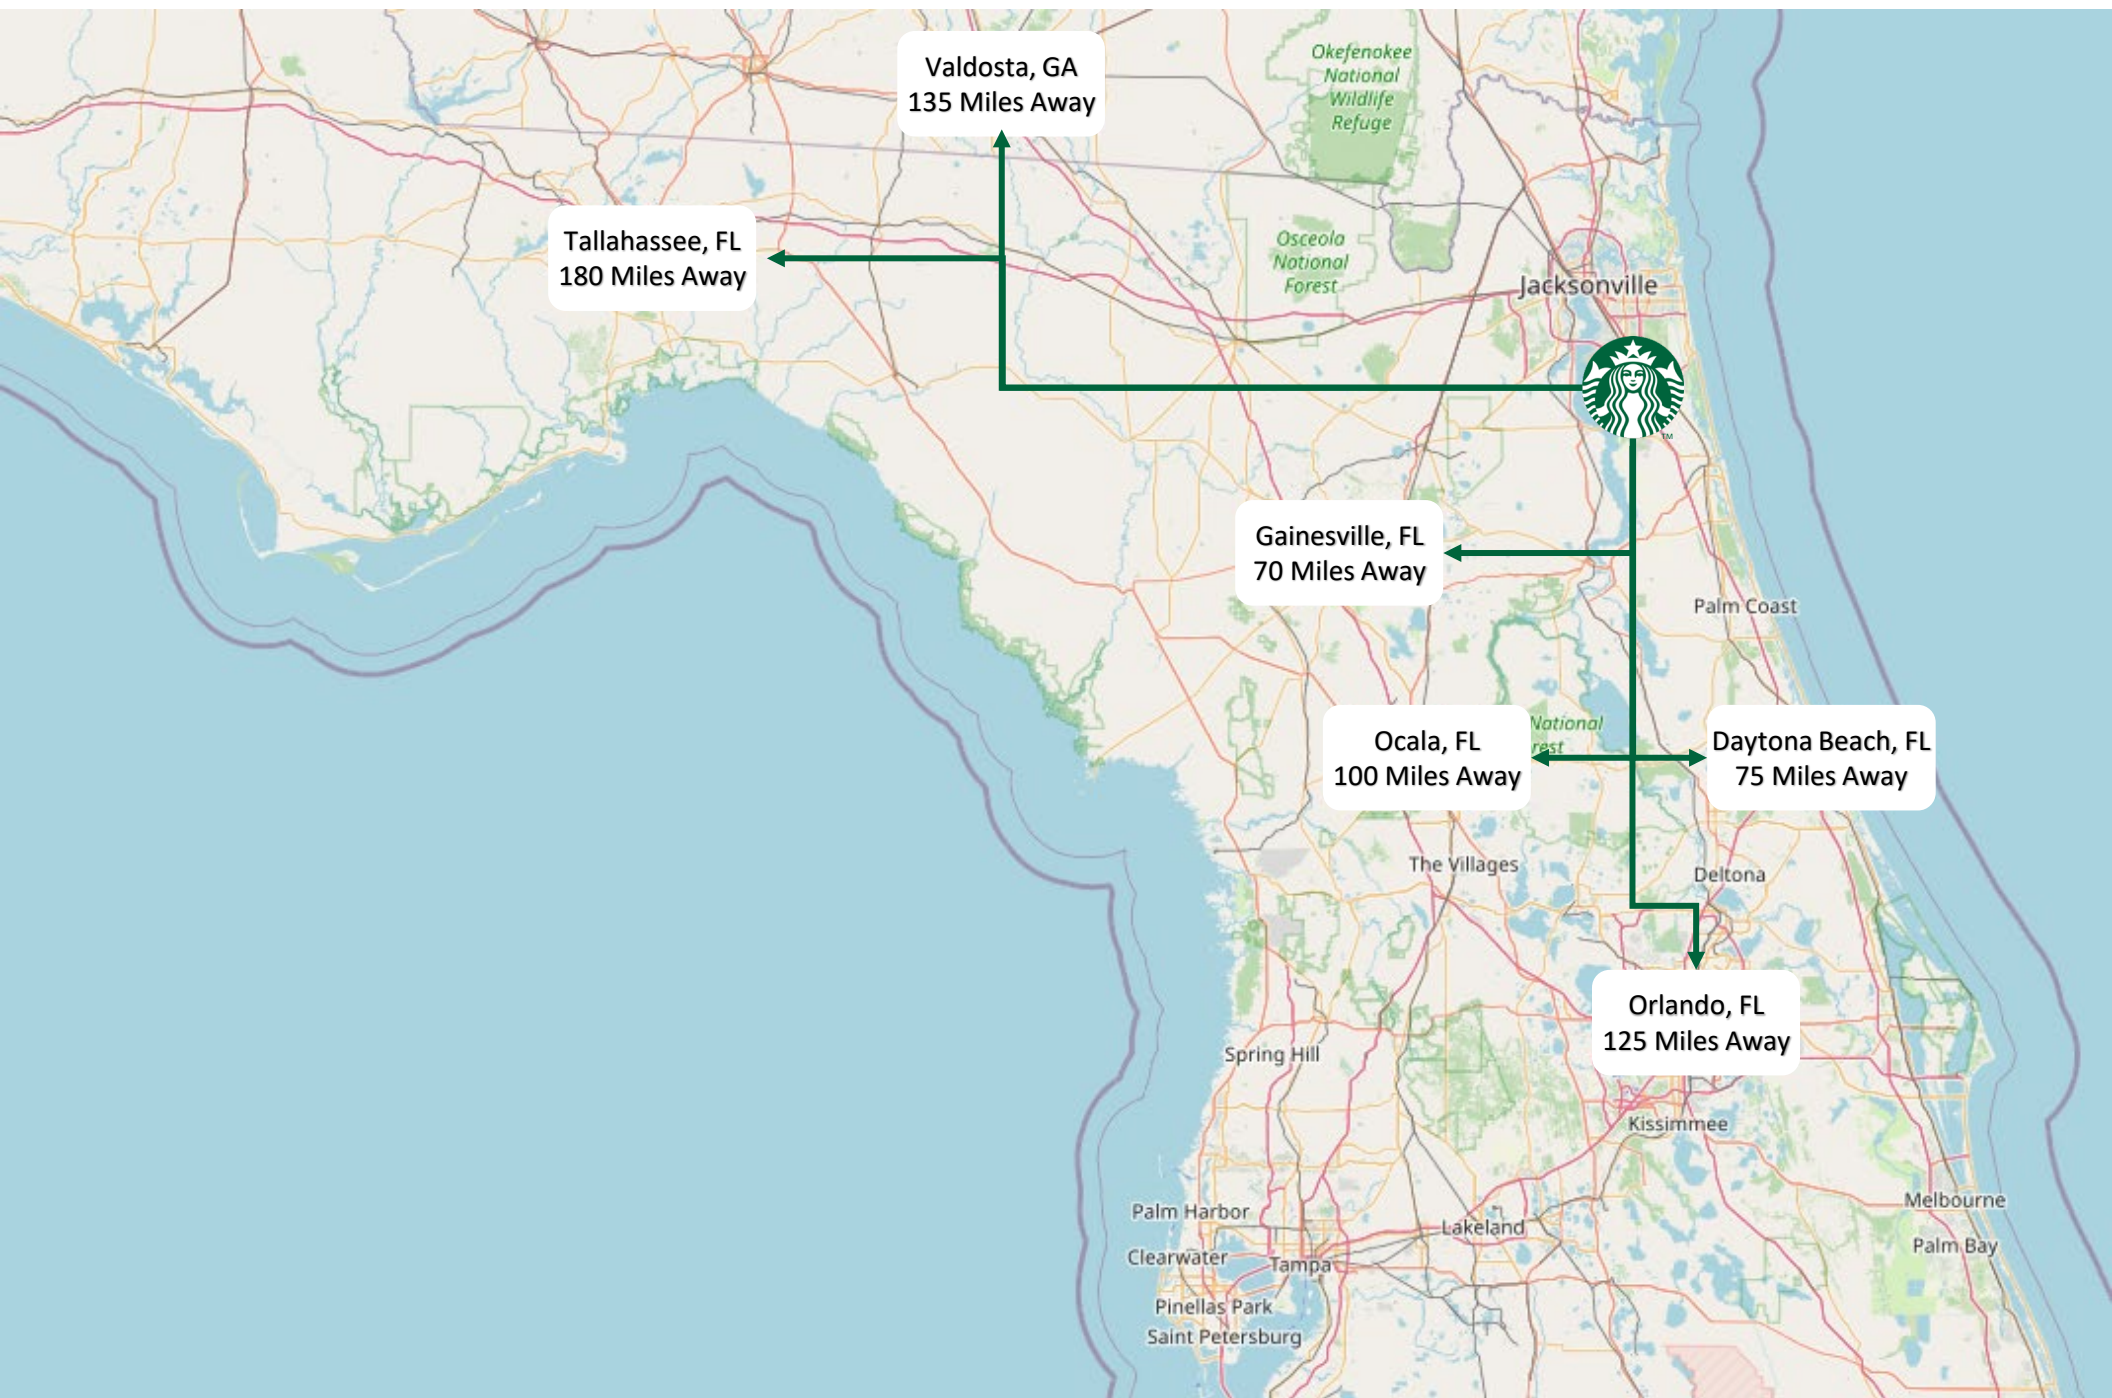 Valdosta, GA
135 Miles Away
Okefenokee
National
Wildlife
Refuge
Tallahassee, FL
180 Miles Away
Osceola
National
Forest
Jacksonville
TM
Gainesville, FL
70 Miles Away
Palm Coast
National
rest
Ocala, FL
100 Miles Away
Daytona Beach, FL
75 Miles Away
The Villages
Deltona
Orlando, FL
125 Miles Away
Spring Hill
Kissimmee
Melbourne
Palm Harbor
Lakeland
Palm Bay
Clearwater
Tampa
Pinellas Park
Saint Petersburg